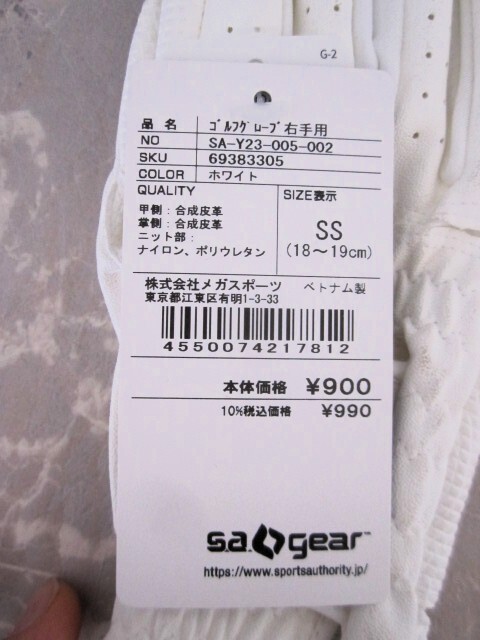 G-2
品 名 ｺﾞﾙﾌｸﾞﾛｰﾌﾞ右手用
NO SA-Y23-005-002
SKU 69383305
COLOR ホワイト
QUALITY SIZE表示
甲側：合成皮革
掌側：合成皮革
ニット部：
ナイロン、ポリウレタン
SS
(18～19cm)
株式会社メガスポーツ ベトナム製
東京都江東区有明1-3-33
4550074217812
本体価格 ¥900
10%税込価格 ¥990
s.a.gear™
https://www.sportsauthority.jp/